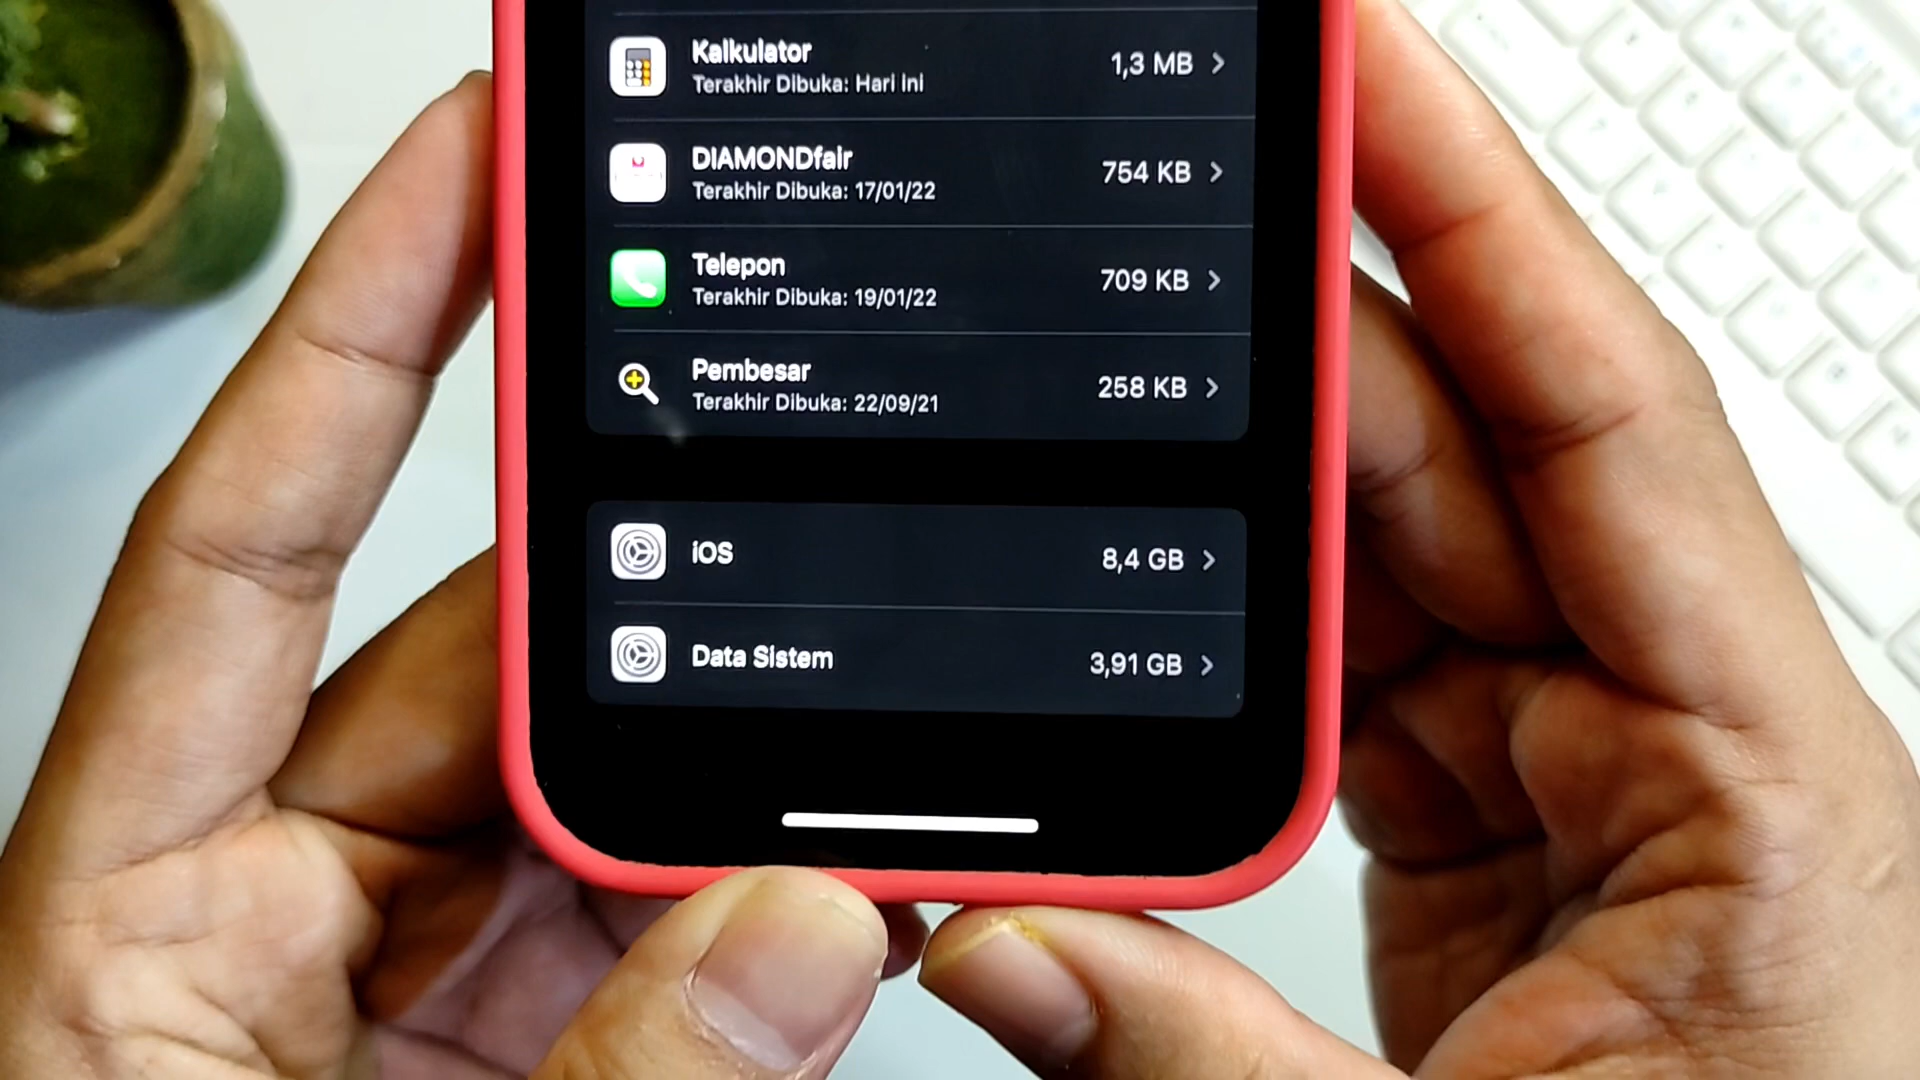 Kalkulator
1,3 MB
Terakhir Dibuka: Hari ini
DIAMONDfair
754 KB
Terakhir Dibuka: 17/01/22
Telepon
709 KB
Terakhir Dibuka: 19/01/22
Pembesar
258 KB
Terakhir Dibuka: 22/09/21
iOS
8,4 GB
Data Sistem
3,91 GB